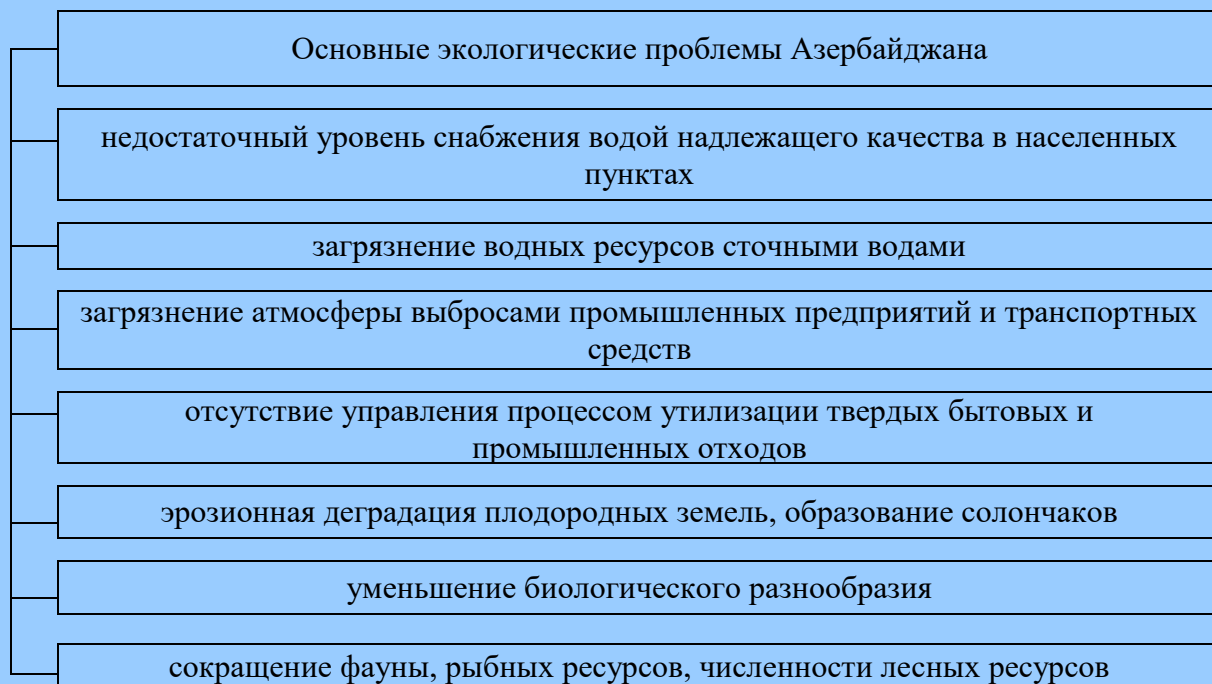 Основные экологические проблемы Азербайджана
недостаточный уровень снабжения водой надлежащего качества в населенных
пунктах
загрязнение водных ресурсов сточными водами
загрязнение атмосферы выбросами промышленных предприятий и транспортных
средств
отсутствие управления процессом утилизации твердых бытовых и
промышленных отходов
эрозионная деградация плодородных земель, образование солончаков
уменьшение биологического разнообразия
сокращение фауны, рыбных ресурсов, численности лесных ресурсов